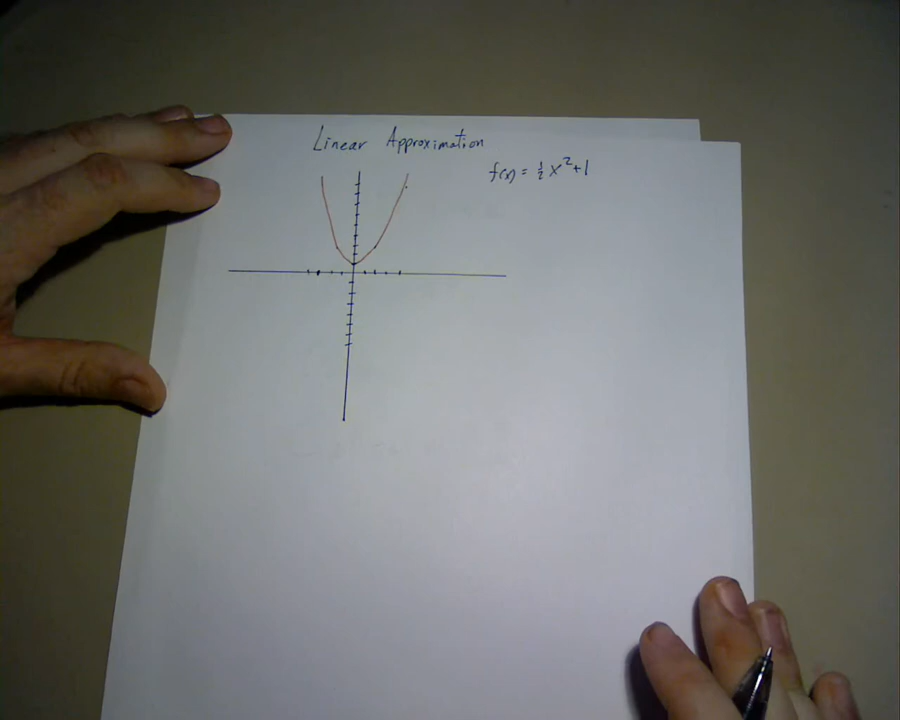 Linear Approximation
f(x) = ½x²+1